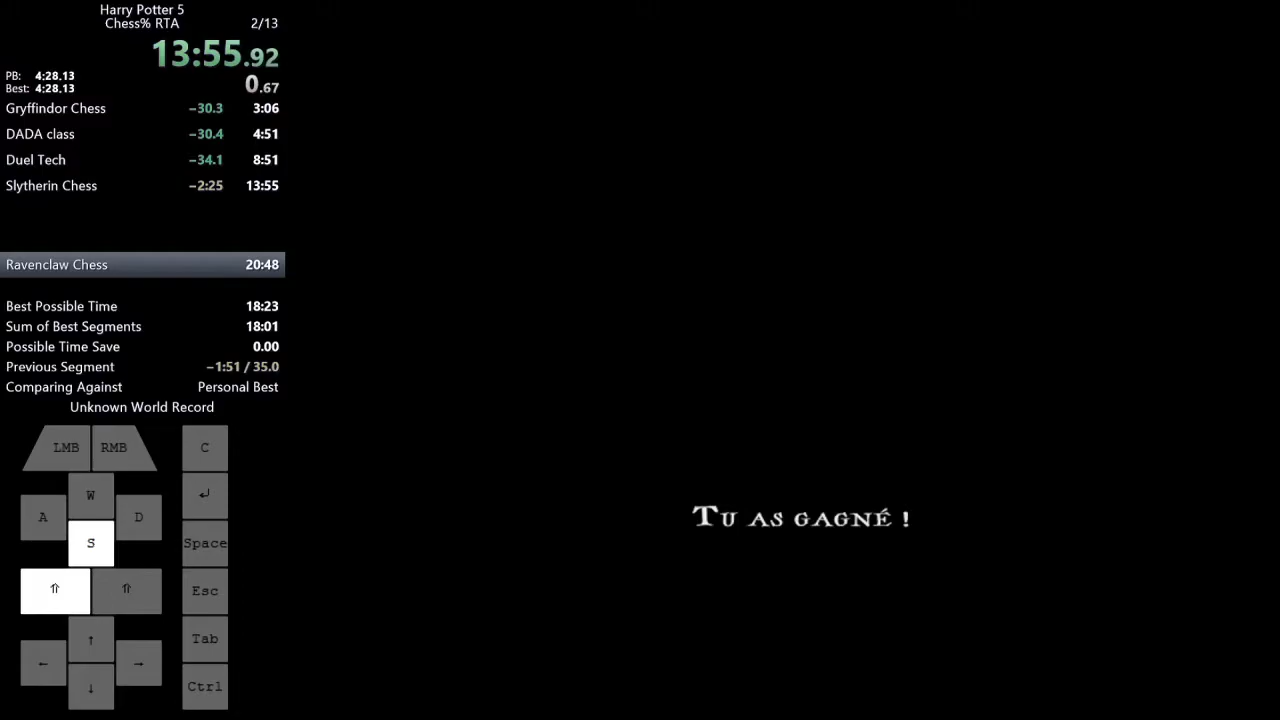 Harry Potter 5
Chess% RTA 2/13
13:55.92
PB: 4:28.13
Best: 4:28.13
0.67
Gryffindor Chess −30.3 3:06
DADA class −30.4 4:51
Duel Tech −34.1 8:51
Slytherin Chess −2:25 13:55
Ravenclaw Chess 20:48
Best Possible Time 18:23
Sum of Best Segments 18:01
Possible Time Save 0.00
Previous Segment −1:51 / 35.0
Comparing Against Personal Best
Unknown World Record
LMB RMB C
W ↲
A D
S Space
⇑ ⇑ Esc
↑ Tab
← →
↓ Ctrl
Tu as gagné !